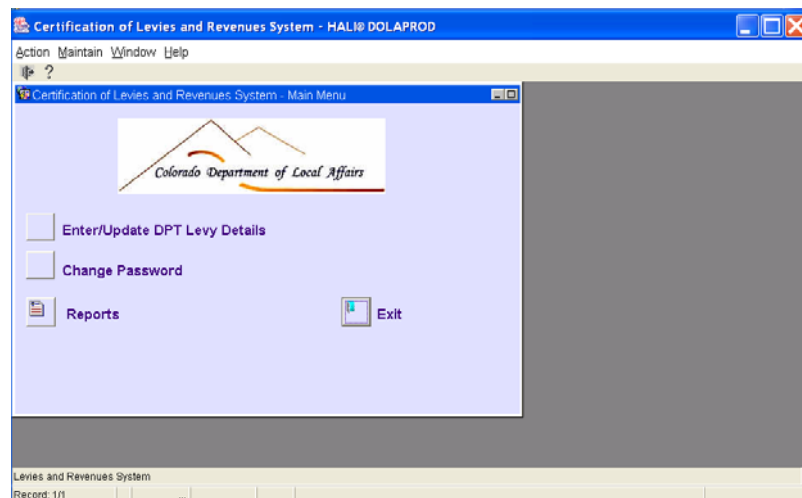 Certification of Levies and Revenues System - HALI@ DOLAPROD
Action Maintain Window Help
?
Certification of Levies and Revenues System - Main Menu
Colorado Department of Local Affairs
Enter/Update DPT Levy Details
Change Password
Reports
Exit
Levies and Revenues System
Record: 1/1
...